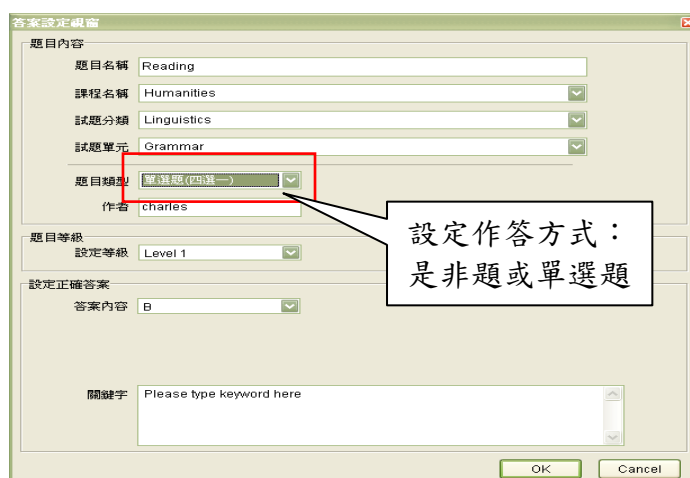 答案設定視窗
題目內容
題目名稱 Reading
課程名稱 Humanities
試題分類 Linguistics
試題單元 Grammar
題目類型 單選題(四選一)
作者 charles
設定作答方式：
是非題或單選題
題目等級
設定等級 Level 1
設定正確答案
答案內容 B
關鍵字 Please type keyword here
OK Cancel